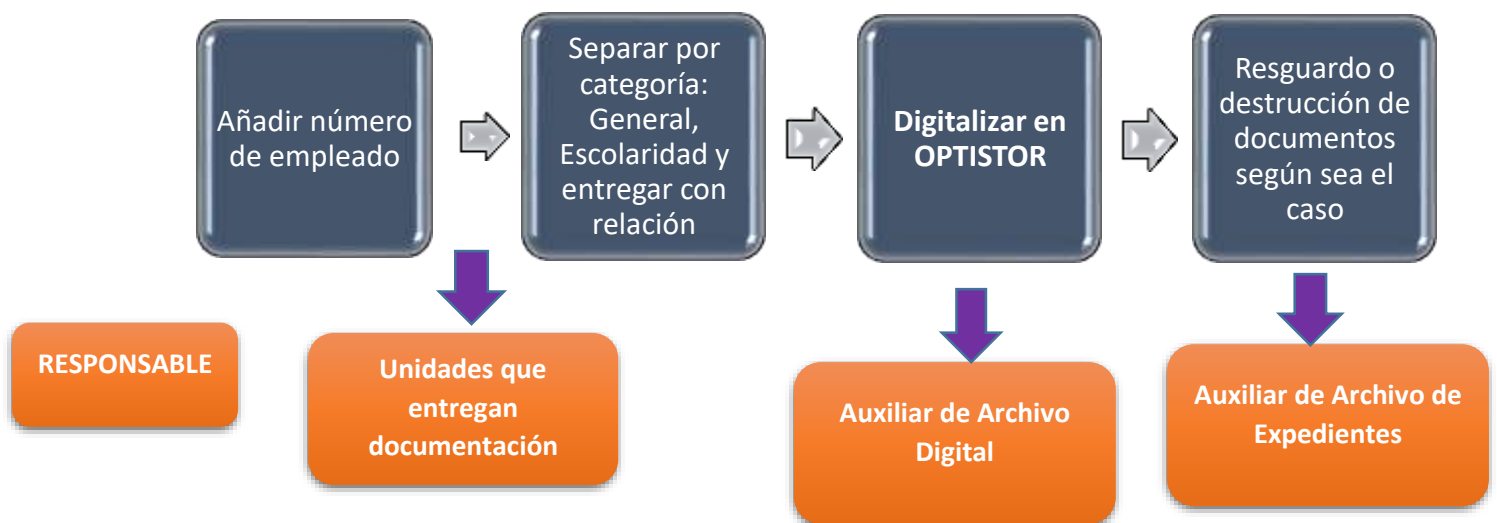 Añadir número
de empleado
Separar por
categoría:
General,
Escolaridad y
entregar con
relación
Digitalizar en
OPTISTOR
Resguardo o
destrucción de
documentos
según sea el
caso
RESPONSABLE
Unidades que
entregan
documentación
Auxiliar de Archivo
Digital
Auxiliar de Archivo de
Expedientes